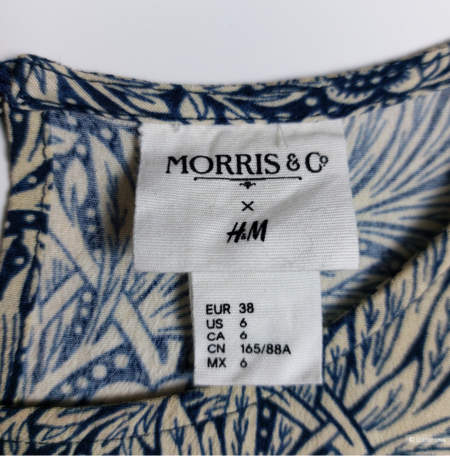 MORRIS & Co
×
H&M
EUR 38
US 6
CA 6
CN 165/88A
MX 6